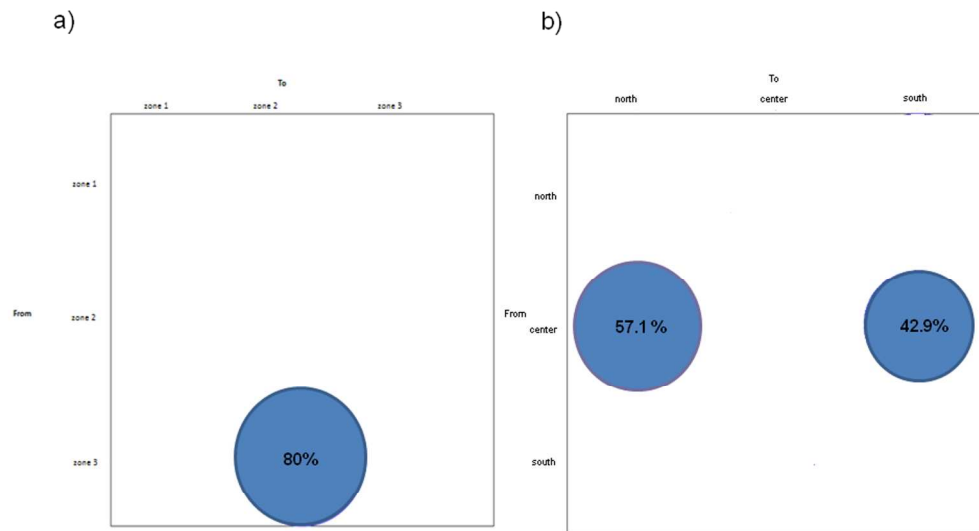 a)
To
zone 1 zone 2 zone 3
zone 1
From zone 2
80%
zone 3
b)
To
north center south
north
From
center
57.1 %
42.9%
south